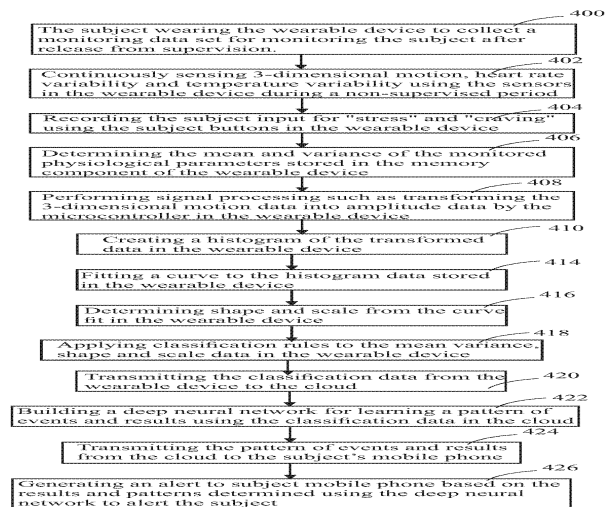 400
The subject wearing the wearable device to collect a
monitoring data set for monitoring the subject after
release from supervision.
402
Continuously sensing 3-dimensional motion, heart rate
variability and temperature variability using the sensors
in the wearable device during a non-supervised period
404
Recording the subject input for "stress" and "craving"
using the subject buttons in the wearable device
406
Determining the mean and variance of the monitored
physiological parameters stored in the memory
component of the wearable device
408
Performing signal processing such as transforming the
3-dimensional motion data into amplitude data by the
microcontroller in the wearable device
410
Creating a histogram of the transformed
data in the wearable device
414
Fitting a curve to the histogram data stored
in the wearable device
416
Determining shape and scale from the curve
fit in the wearable device
418
Applying classification rules to the mean variance,
shape and scale data in the wearable device
Transmitting the classification data from the
wearable device to the cloud
420
422
Building a deep neural network for learning a pattern of
events and results using the classification data in the cloud
424
Transmitting the pattern of events and results
from the cloud to the subject's mobile phone
426
Generating an alert to subject mobile phone based on the
results and patterns determined using the deep neural
network to alert the subject